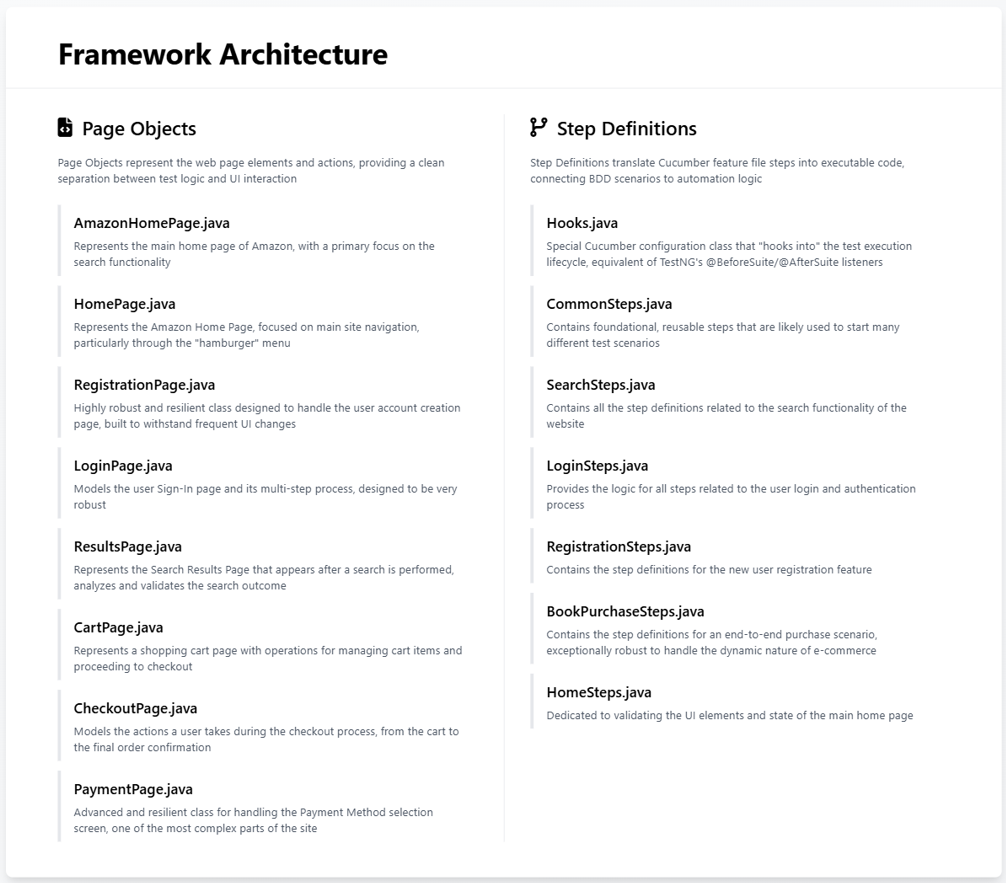 Framework Architecture
Page Objects
Page Objects represent the web page elements and actions, providing a clean
separation between test logic and UI interaction
AmazonHomePage.java
Represents the main home page of Amazon, with a primary focus on the
search functionality
HomePage.java
Represents the Amazon Home Page, focused on main site navigation,
particularly through the "hamburger" menu
RegistrationPage.java
Highly robust and resilient class designed to handle the user account creation
page, built to withstand frequent UI changes
LoginPage.java
Models the user Sign-In page and its multi-step process, designed to be very
robust
ResultsPage.java
Represents the Search Results Page that appears after a search is performed,
analyzes and validates the search outcome
CartPage.java
Represents a shopping cart page with operations for managing cart items and
proceeding to checkout
CheckoutPage.java
Models the actions a user takes during the checkout process, from the cart to
the final order confirmation
PaymentPage.java
Advanced and resilient class for handling the Payment Method selection
screen, one of the most complex parts of the site
Step Definitions
Step Definitions translate Cucumber feature file steps into executable code,
connecting BDD scenarios to automation logic
Hooks.java
Special Cucumber configuration class that "hooks into" the test execution
lifecycle, equivalent of TestNG's @BeforeSuite/@AfterSuite listeners
CommonSteps.java
Contains foundational, reusable steps that are likely used to start many
different test scenarios
SearchSteps.java
Contains all the step definitions related to the search functionality of the
website
LoginSteps.java
Provides the logic for all steps related to the user login and authentication
process
RegistrationSteps.java
Contains the step definitions for the new user registration feature
BookPurchaseSteps.java
Contains the step definitions for an end-to-end purchase scenario,
exceptionally robust to handle the dynamic nature of e-commerce
HomeSteps.java
Dedicated to validating the UI elements and state of the main home page